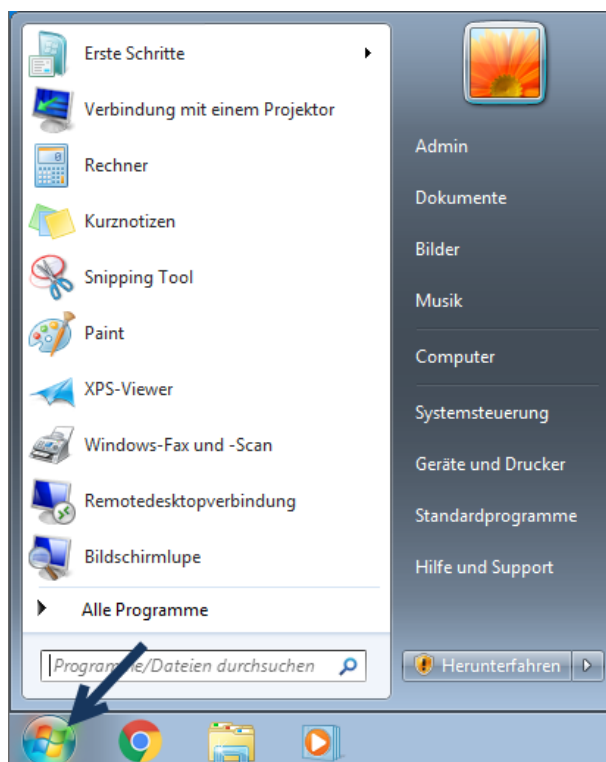 Erste Schritte
Verbindung mit einem Projektor
Rechner
Kurznotizen
Snipping Tool
Paint
XPS-Viewer
Windows-Fax und -Scan
Remotedesktopverbindung
Bildschirmlupe
Alle Programme
Programme/Dateien durchsuchen
Admin
Dokumente
Bilder
Musik
Computer
Systemsteuerung
Geräte und Drucker
Standardprogramme
Hilfe und Support
Herunterfahren